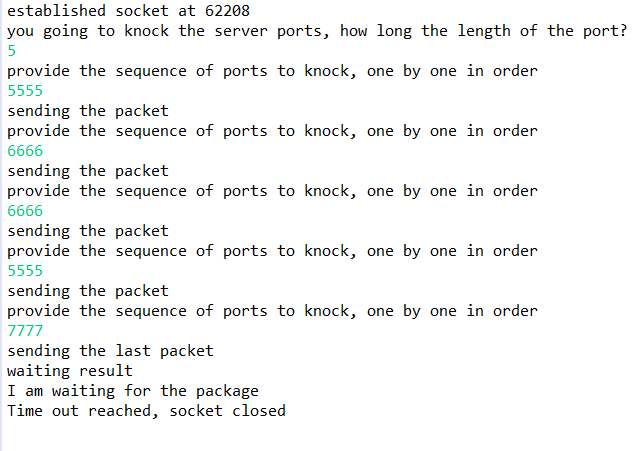 established socket at 62208
you going to knock the server ports, how long the length of the port?
5
provide the sequence of ports to knock, one by one in order
5555
sending the packet
provide the sequence of ports to knock, one by one in order
6666
sending the packet
provide the sequence of ports to knock, one by one in order
6666
sending the packet
provide the sequence of ports to knock, one by one in order
5555
sending the packet
provide the sequence of ports to knock, one by one in order
7777
sending the last packet
waiting result
I am waiting for the package
Time out reached, socket closed